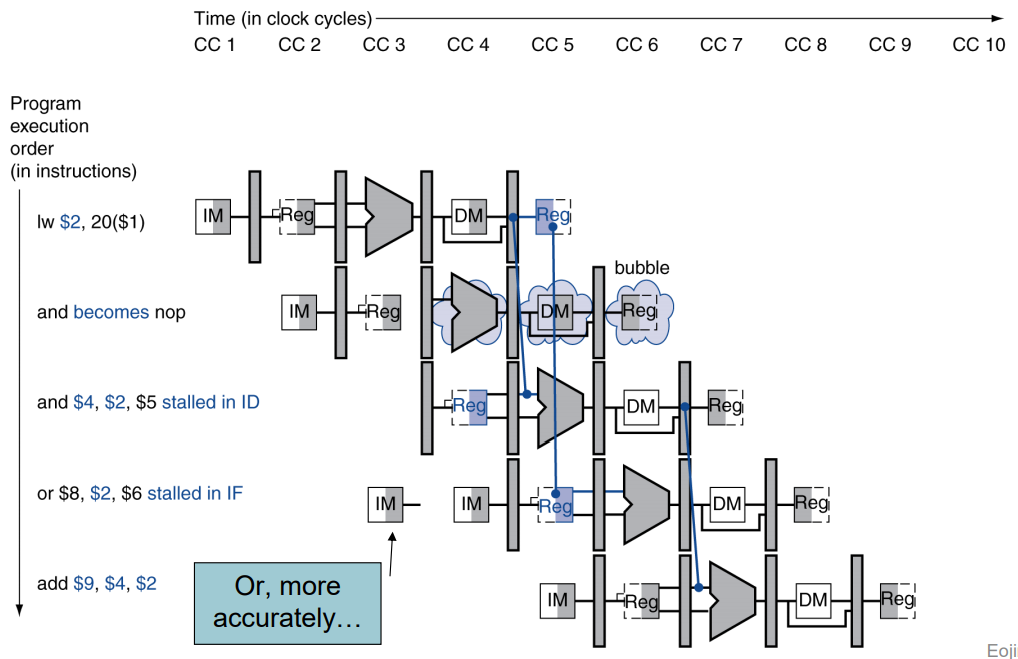 Time (in clock cycles)
CC 1 CC 2 CC 3 CC 4 CC 5 CC 6 CC 7 CC 8 CC 9 CC 10
Program
execution
order
(in instructions)
lw $2, 20($1)
IM Reg DM Reg
bubble
and becomes nop
IM Reg DM Reg
and $4, $2, $5 stalled in ID
Reg DM Reg
or $8, $2, $6 stalled in IF
IM IM Reg DM Reg
add $9, $4, $2
IM Reg DM Reg
Or, more
accurately…
Eoji